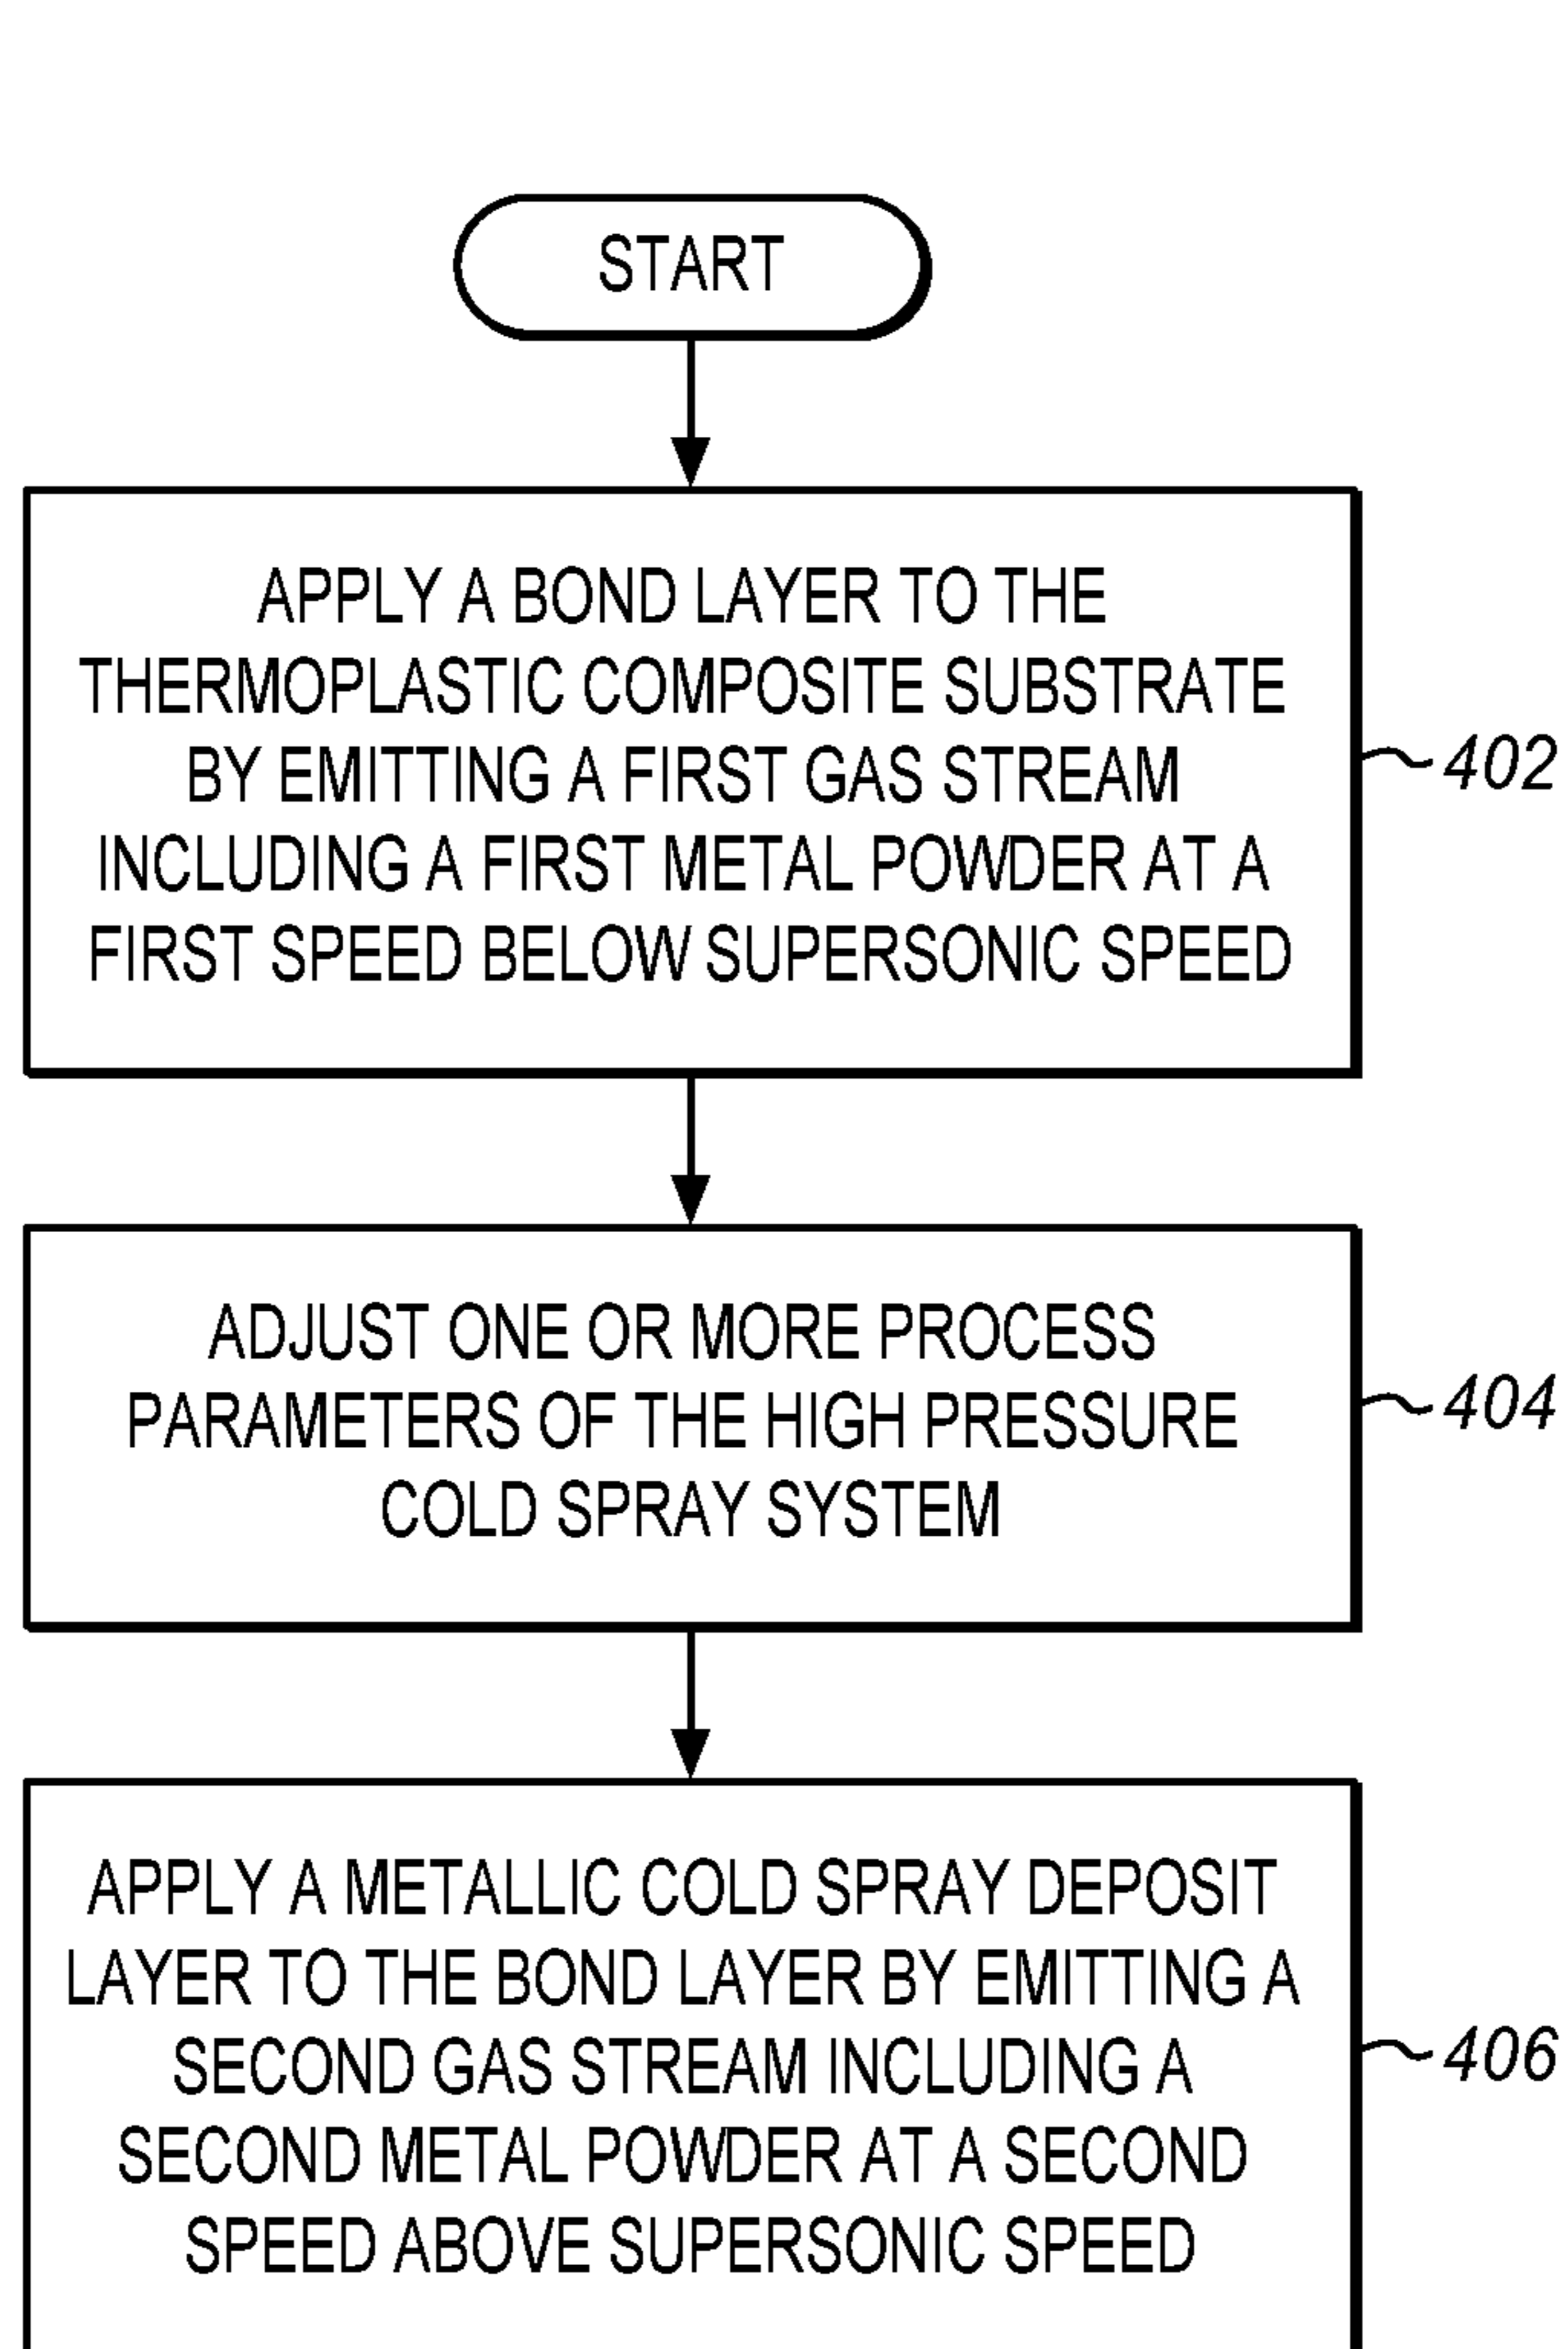 START
APPLY A BOND LAYER TO THE
THERMOPLASTIC COMPOSITE SUBSTRATE
BY EMITTING A FIRST GAS STREAM
INCLUDING A FIRST METAL POWDER AT A
FIRST SPEED BELOW SUPERSONIC SPEED
402
ADJUST ONE OR MORE PROCESS
PARAMETERS OF THE HIGH PRESSURE
COLD SPRAY SYSTEM
404
APPLY A METALLIC COLD SPRAY DEPOSIT
LAYER TO THE BOND LAYER BY EMITTING A
SECOND GAS STREAM INCLUDING A
SECOND METAL POWDER AT A SECOND
SPEED ABOVE SUPERSONIC SPEED
406